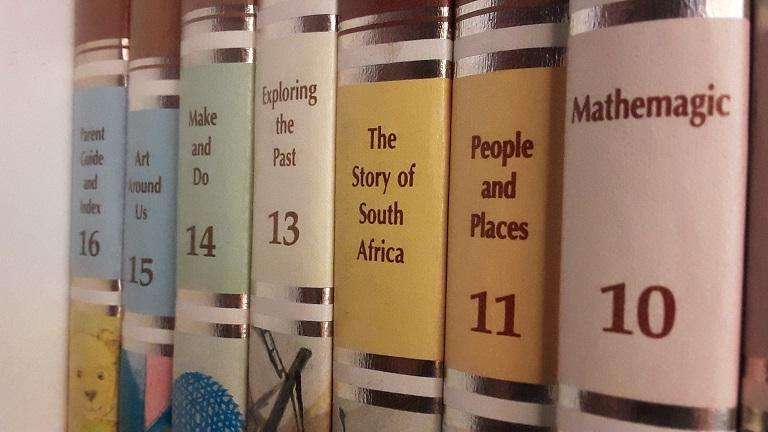 Parent
Guide
and
Index
16
Art
Around
Us
15
Make
and
Do
14
Exploring
the
Past
13
The
Story of
South
Africa
People
and
Places
11
Mathemagic
10